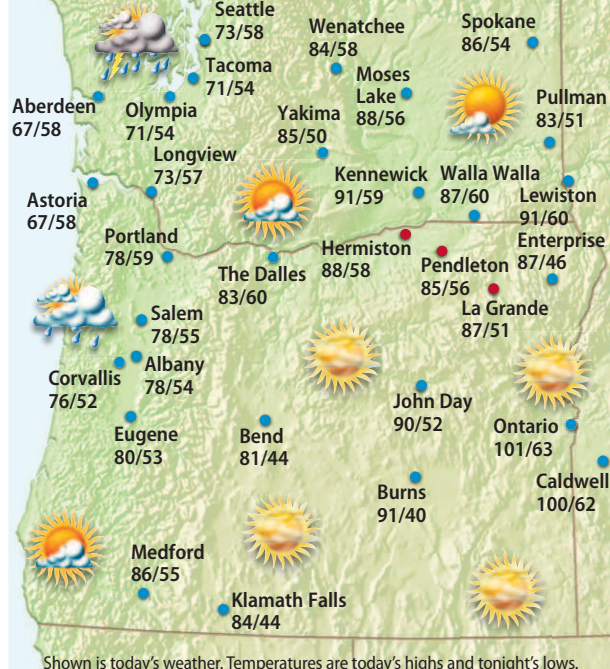 Seattle
73/58
Wenatchee
84/58
Spokane
86/54
Tacoma
71/54
Moses
Lake
88/56
Aberdeen
67/58
Olympia
71/54
Yakima
85/50
Pullman
83/51
Longview
73/57
Kennewick
91/59
Walla Walla
87/60
Lewiston
91/60
Astoria
67/58
Portland
78/59
The Dalles
83/60
Hermiston
88/58
Pendleton
85/56
Enterprise
87/46
La Grande
87/51
Salem
78/55
Albany
78/54
Corvallis
76/52
Eugene
80/53
Bend
81/44
John Day
90/52
Ontario
101/63
Caldwell
100/62
Burns
91/40
Medford
86/55
Klamath Falls
84/44
Shown is today's weather. Temperatures are today's highs and tonight's lows.